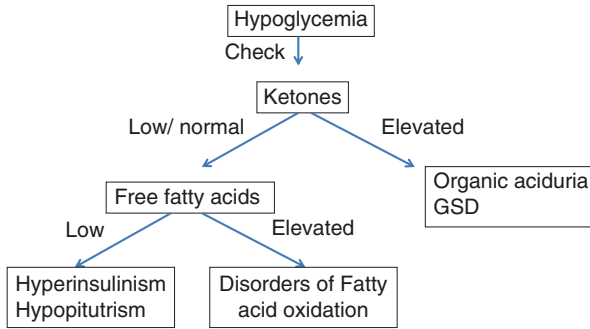 Hypoglycemia
Check
Ketones
Low/ normal
Elevated
Organic aciduria
GSD
Free fatty acids
Low
Elevated
Hyperinsulinism
Hypopitutrism
Disorders of Fatty
acid oxidation